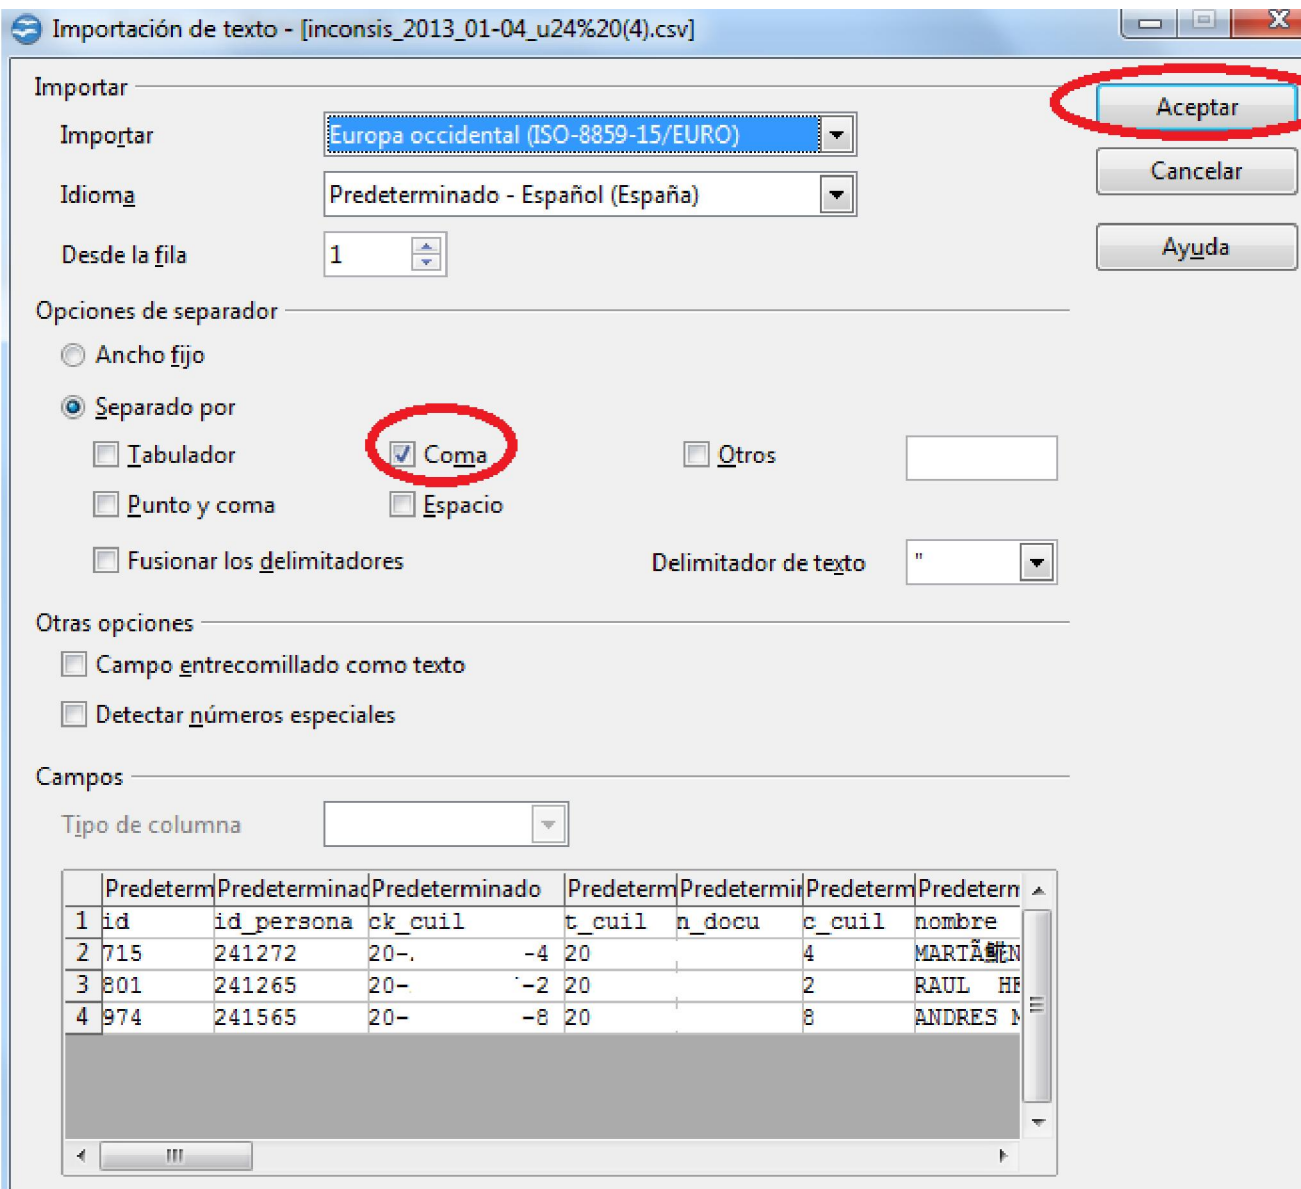 Importación de texto - [inconsis_2013_01-04_u24%20(4).csv]
Importar
Aceptar
Importar Europa occidental (ISO-8859-15/EURO)
Cancelar
Idioma Predeterminado - Español (España)
Ayuda
Desde la fila 1
Opciones de separador
Ancho fijo
Separado por
Tabulador Coma Otros
Punto y coma Espacio
Fusionar los delimitadores Delimitador de texto "
Otras opciones
Campo entrecomillado como texto
Detectar números especiales
Campos
Tipo de columna
Predeterm Predeterminad Predeterminado Predeterm Predetermin Predeterm Predeterm
1 id id_persona ck_cuil t_cuil n_docu c_cuil nombre
2 715 241272 20- -4 20 4
3 801 241265 20- -2 20 2 RAUL HE
4 974 241565 20- -8 20 8 ANDRES M